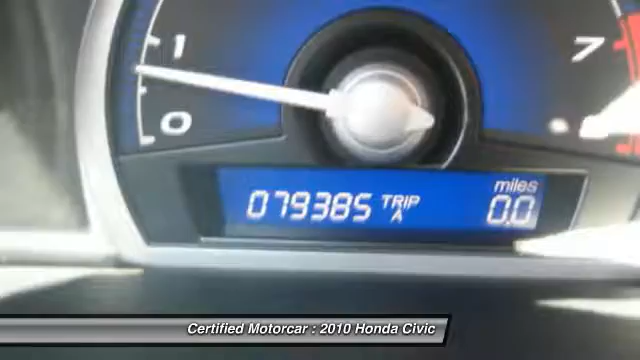 1
7
0
miles
079385 TRIP A 0.0
Certified Motorcar : 2010 Honda Civic